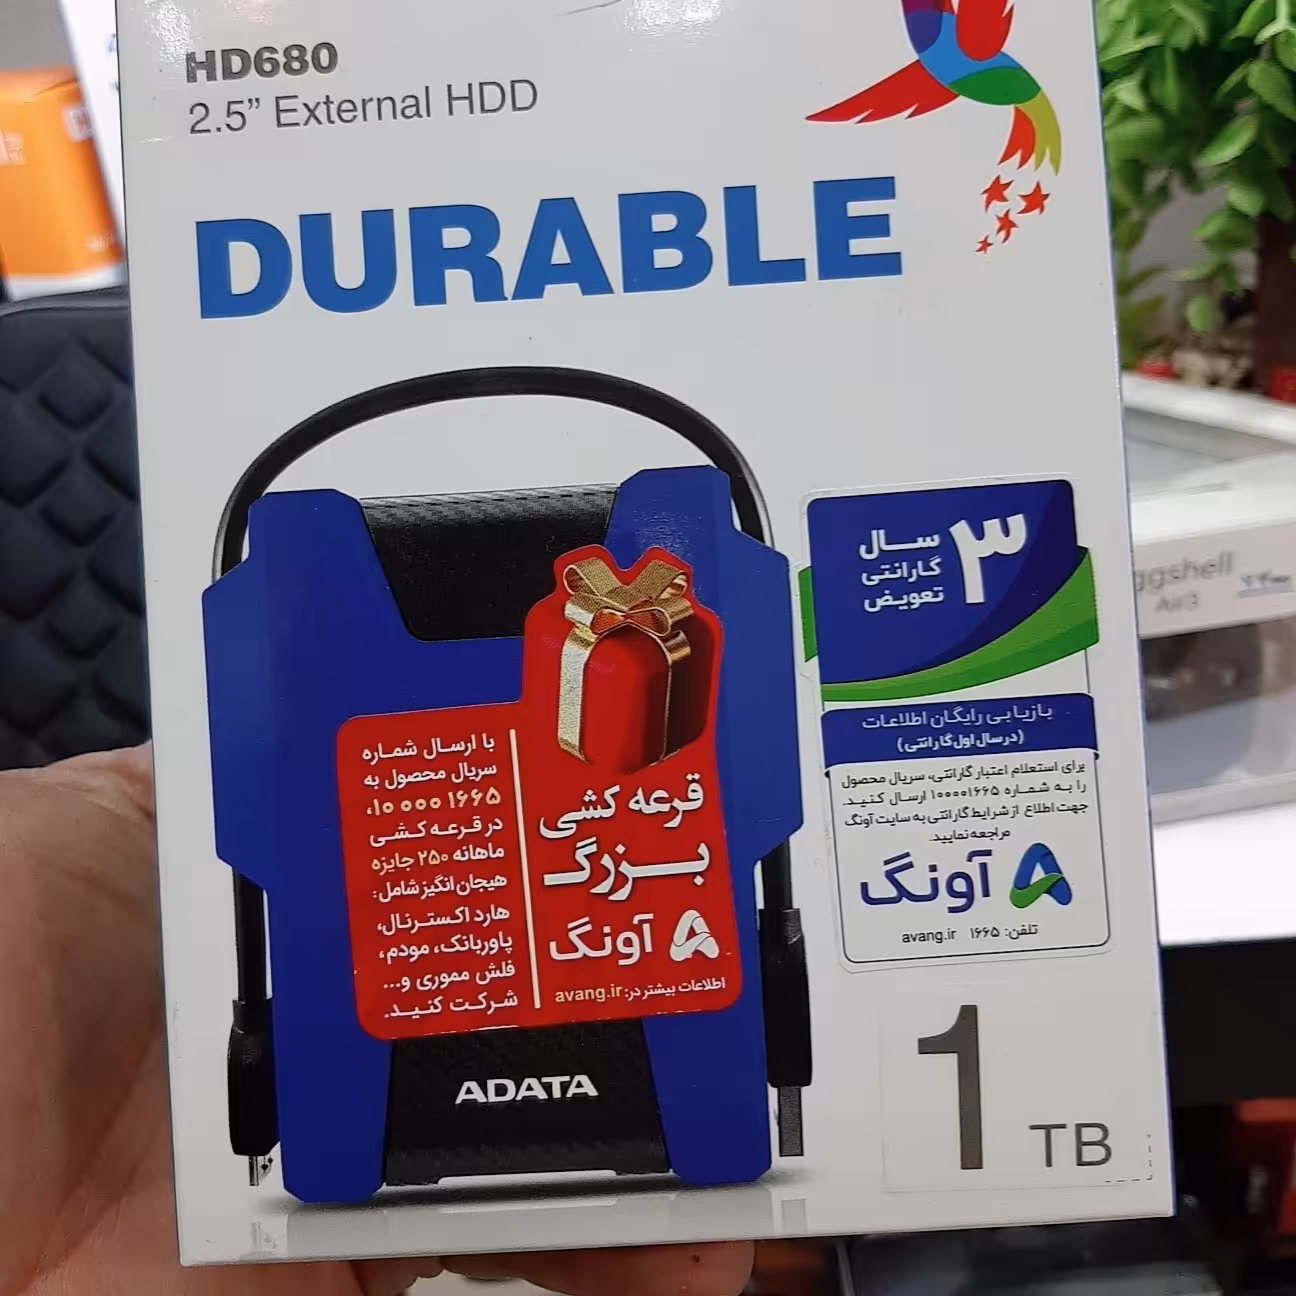 HD680
2.5” External HDD
DURABLE
۳
سال
گارانتی
تعویض
بازیابی رایگان اطلاعات
(در سال اول گارانتی)
برای استعلام اعتبار گارانتی، سریال محصول
را به شماره ۱۰۰۰۰۱۶۶۵ ارسال کنید.
جهت اطلاع از شرایط گارانتی به سایت آونگ
مراجعه نمایید.
آونگ
تلفن: ۱۶۶۵ avang.ir
قرعه کشی
بزرگ
آونگ
اطلاعات بیشتر در: avang.ir
با ارسال شماره
سریال محصول به
۱۰ ۰۰۰ ۱۶۶۵،
در قرعه کشی
ماهانه ۲۵۰ جایزه
هیجان انگیز شامل:
هارد اکسترنال،
پاوربانک، مودم،
فلش مموری و...
شرکت کنید.
ADATA
1 TB
ggshell
Air3